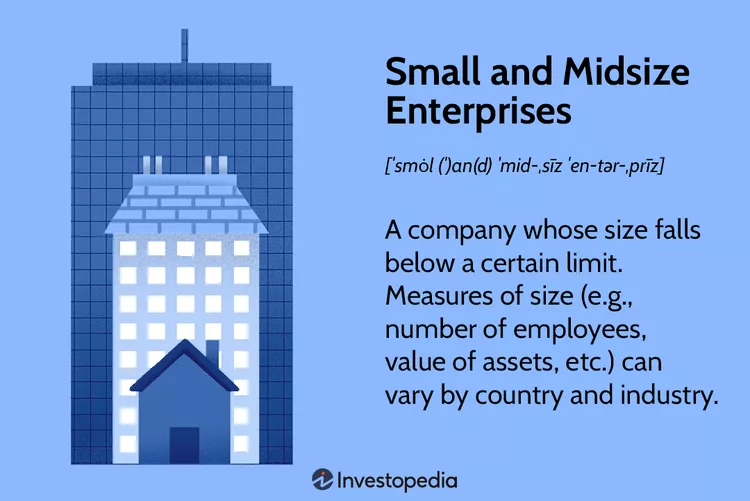 Small and Midsize
Enterprises
[ˈsmȯl (ˈ)an(d) ˈmid-ˌsīz ˈen-tər-ˌprīz]
A company whose size falls
below a certain limit.
Measures of size (e.g.,
number of employees,
value of assets, etc.) can
vary by country and industry.
Investopedia